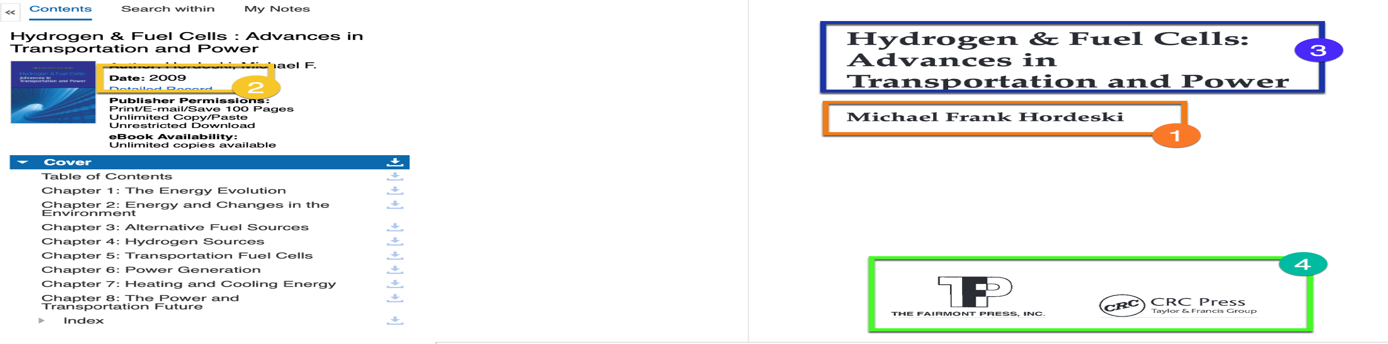 << Contents Search within My Notes
Hydrogen & Fuel Cells : Advances in
Transportation and Power
Author: Hordeski, Michael F.
Date: 2009
Detailed Record
2
Publisher Permissions:
Print/E-mail/Save 100 Pages
Unlimited Copy/Paste
Unrestricted Download
eBook Availability:
Unlimited copies available
Cover
Table of Contents
Chapter 1: The Energy Evolution
Chapter 2: Energy and Changes in the
Environment
Chapter 3: Alternative Fuel Sources
Chapter 4: Hydrogen Sources
Chapter 5: Transportation Fuel Cells
Chapter 6: Power Generation
Chapter 7: Heating and Cooling Energy
Chapter 8: The Power and
Transportation Future
Index
Hydrogen & Fuel Cells:
Advances in
Transportation and Power
3
Michael Frank Hordeski
1
4
TFP
THE FAIRMONT PRESS, INC.
CRC CRC Press
Taylor & Francis Group